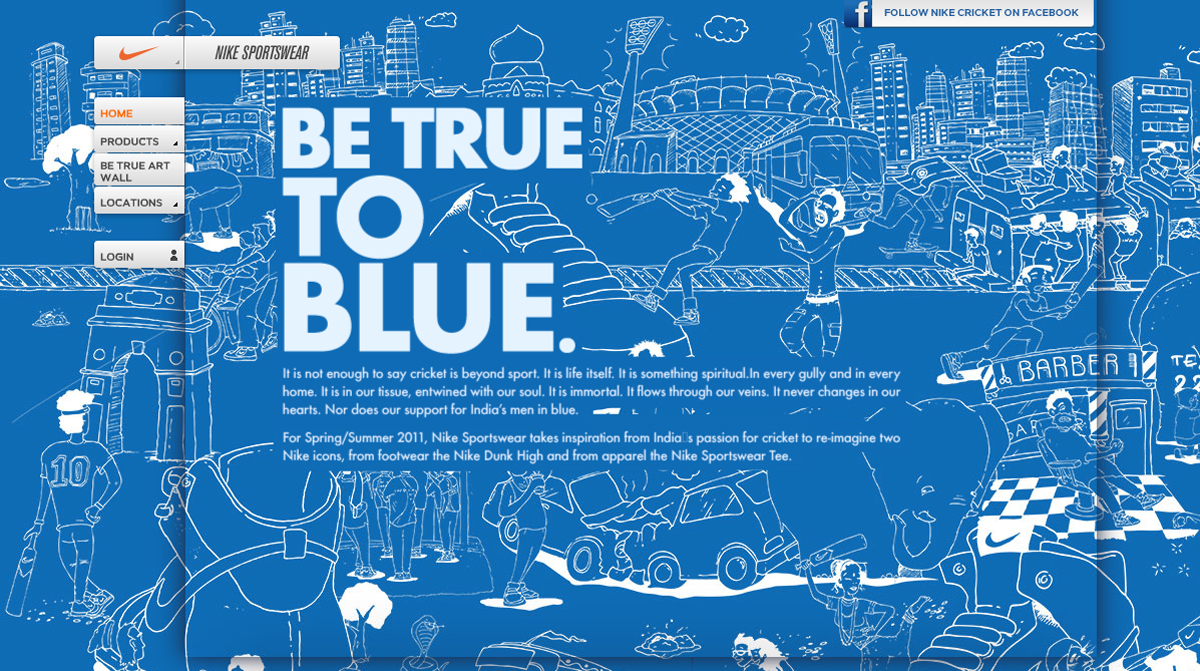 f FOLLOW NIKE CRICKET ON FACEBOOK
NIKE SPORTSWEAR
HOME
PRODUCTS
BE TRUE ART
WALL
LOCATIONS
LOGIN
BE TRUE
TO
BLUE.
It is not enough to say cricket is beyond sport. It is life itself. It is something spiritual.In every gully and in every
home. It is in our tissue, entwined with our soul. It is immortal. It flows through our veins. It never changes in our
hearts. Nor does our support for India's men in blue.
For Spring/Summer 2011, Nike Sportswear takes inspiration from India▯s passion for cricket to re-imagine two
Nike icons, from footwear the Nike Dunk High and from apparel the Nike Sportswear Tee.
BARBER
10